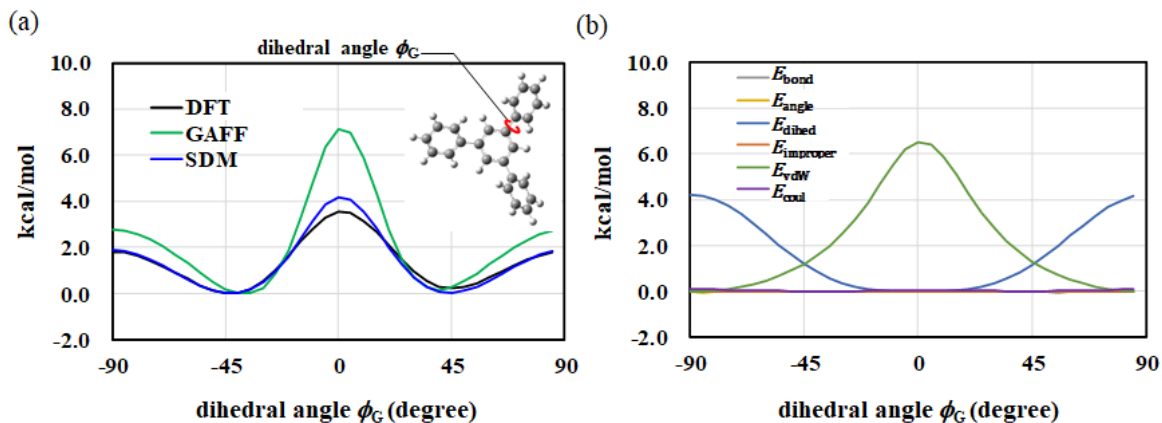 (a)
dihedral angle ϕG
kcal/mol
10.0
8.0
6.0
4.0
2.0
0.0
-2.0
DFT
GAFF
SDM
-90
-45
0
45
90
dihedral angle ϕG (degree)
(b)
kcal/mol
10.0
8.0
6.0
4.0
2.0
0.0
-2.0
Ebond
Eangle
Edihed
Eimproper
EvdW
Ecoul
-90
-45
0
45
90
dihedral angle ϕG (degree)